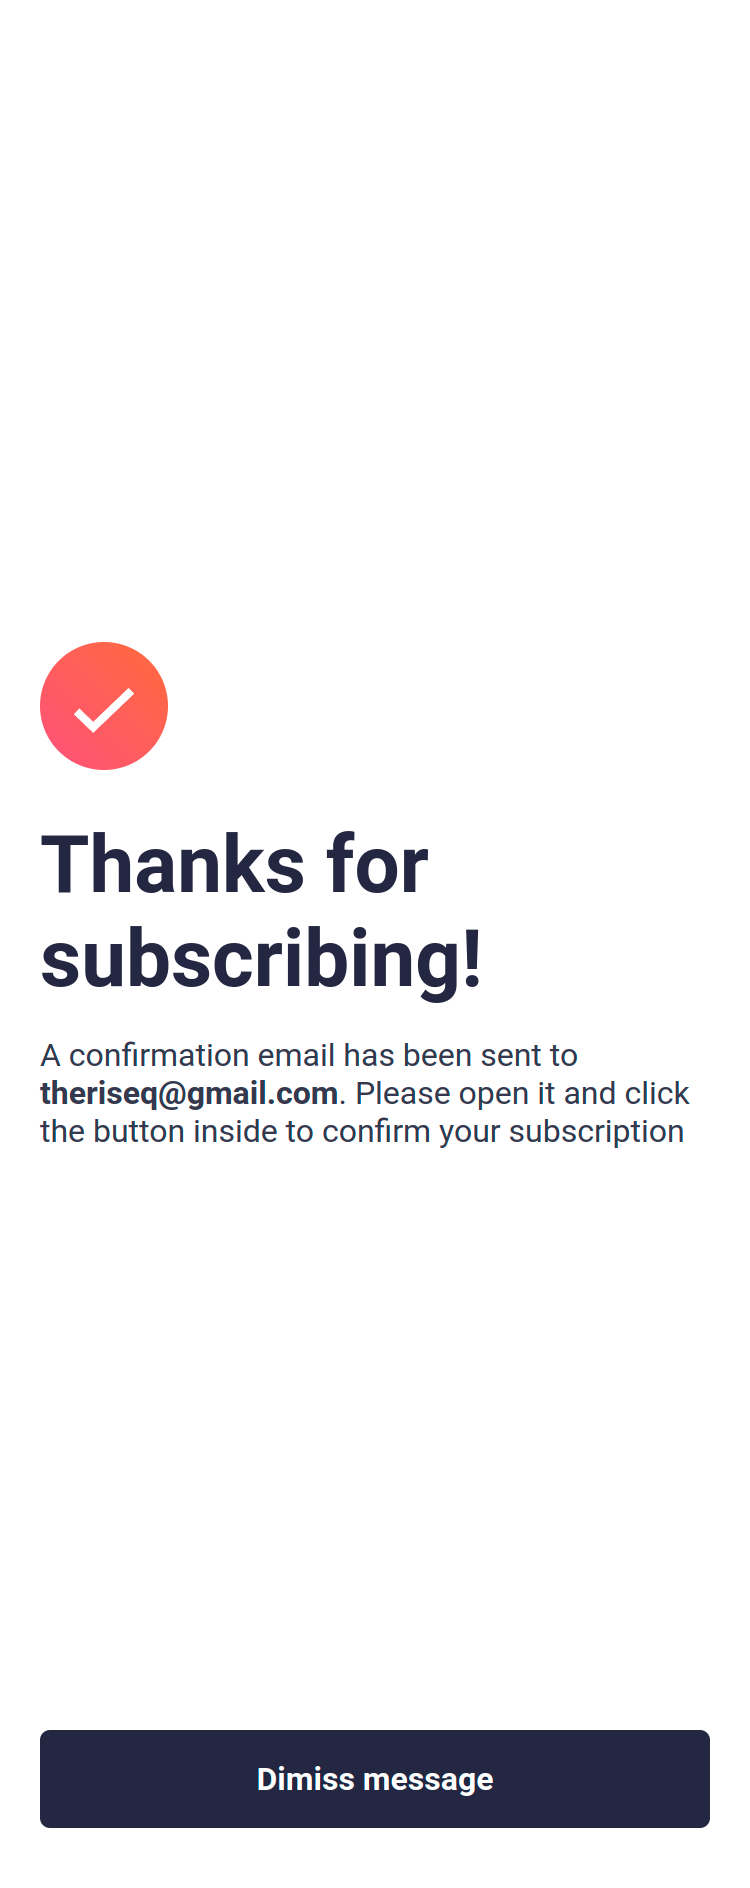 Thanks for
subscribing!
A confirmation email has been sent to
theriseq@gmail.com. Please open it and click
the button inside to confirm your subscription
Dimiss message